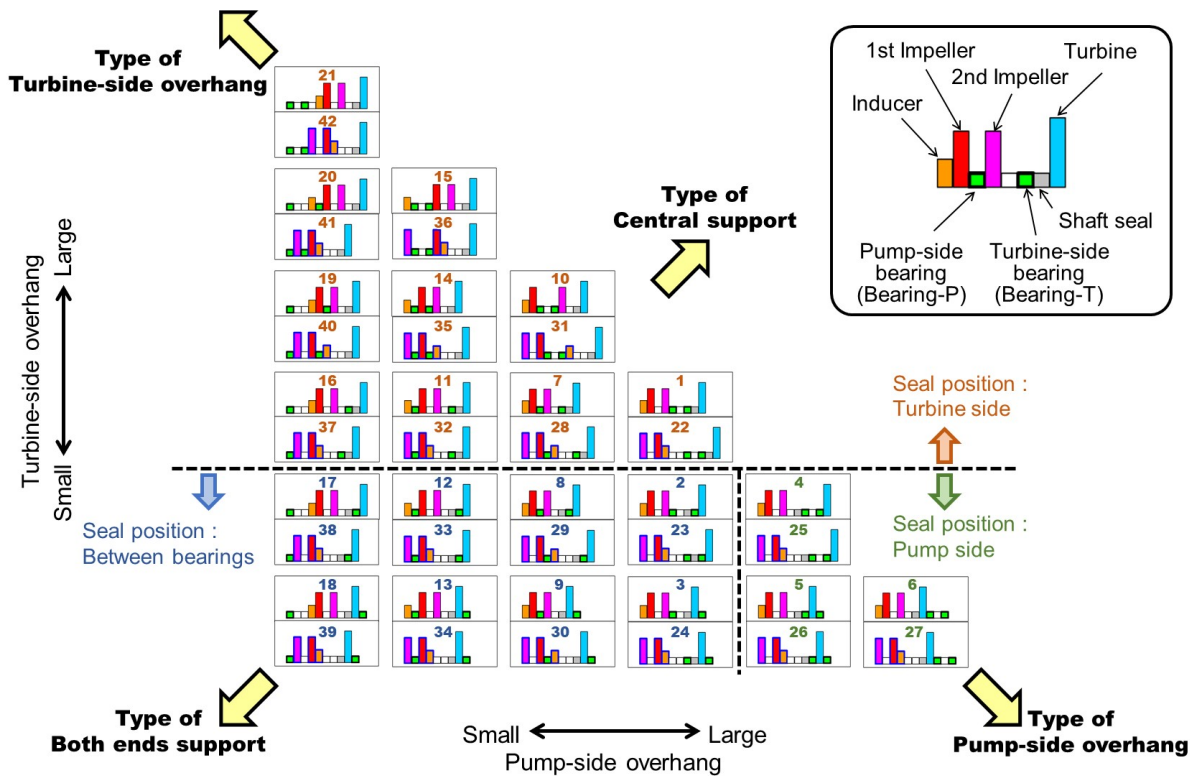 Type of
Turbine-side overhang
21
42
20
15
41
36
Type of
Central support
1st Impeller
Turbine
2nd Impeller
Inducer
Shaft seal
Pump-side
bearing
(Bearing-P)
Turbine-side
bearing
(Bearing-T)
Turbine-side overhang
Small
Large
19
14
10
40
35
31
16
11
7
1
37
32
28
22
Seal position :
Turbine side
Seal position :
Between bearings
17
12
8
2
4
38
33
29
23
25
Seal position :
Pump side
18
13
9
3
5
6
39
34
30
24
26
27
Type of
Both ends support
Small
Large
Pump-side overhang
Type of
Pump-side overhang